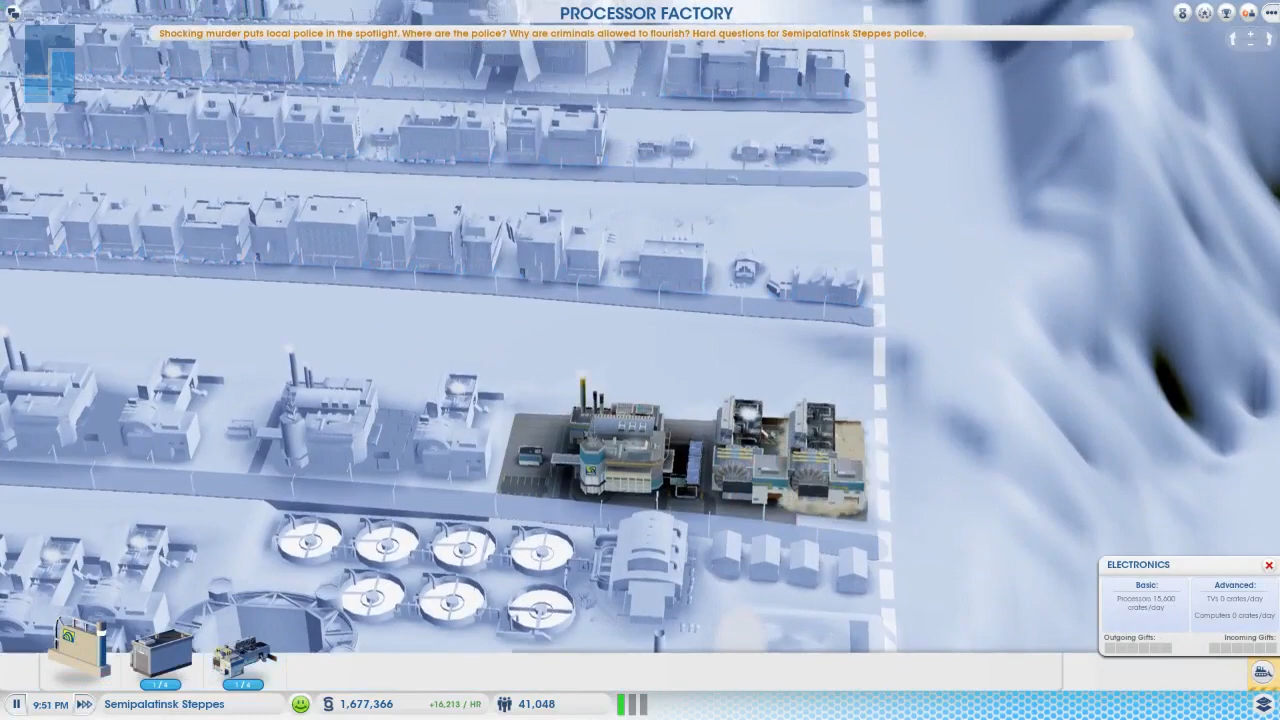 PROCESSOR FACTORY
Shocking murder puts local police in the spotlight. Where are the police? Why are criminals allowed to flourish? Hard questions for Semipalatinsk Steppes police.
ELECTRONICS
Basic:
Processors 15,600
crates/day
Advanced:
TVs 0 crates/day
Computers 0 crates/day
Outgoing Gifts:
Incoming Gifts:
1 / 4
1 / 4
9:51 PM
Semipalatinsk Steppes
1,677,366
+16,213 / HR
41,048